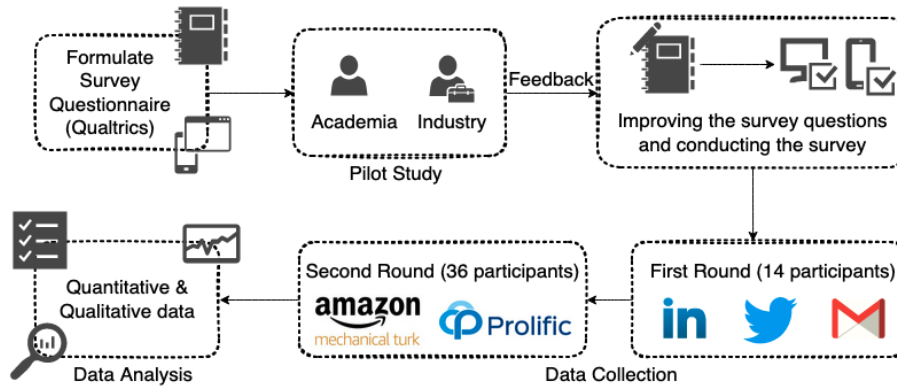 Formulate
Survey
Questionnaire
(Qualtrics)
Academia
Industry
Pilot Study
Feedback
Improving the survey questions
and conducting the survey
First Round (14 participants)
in
Second Round (36 participants)
amazon
mechanical turk
Prolific
Data Collection
Quantitative &
Qualitative data
Data Analysis